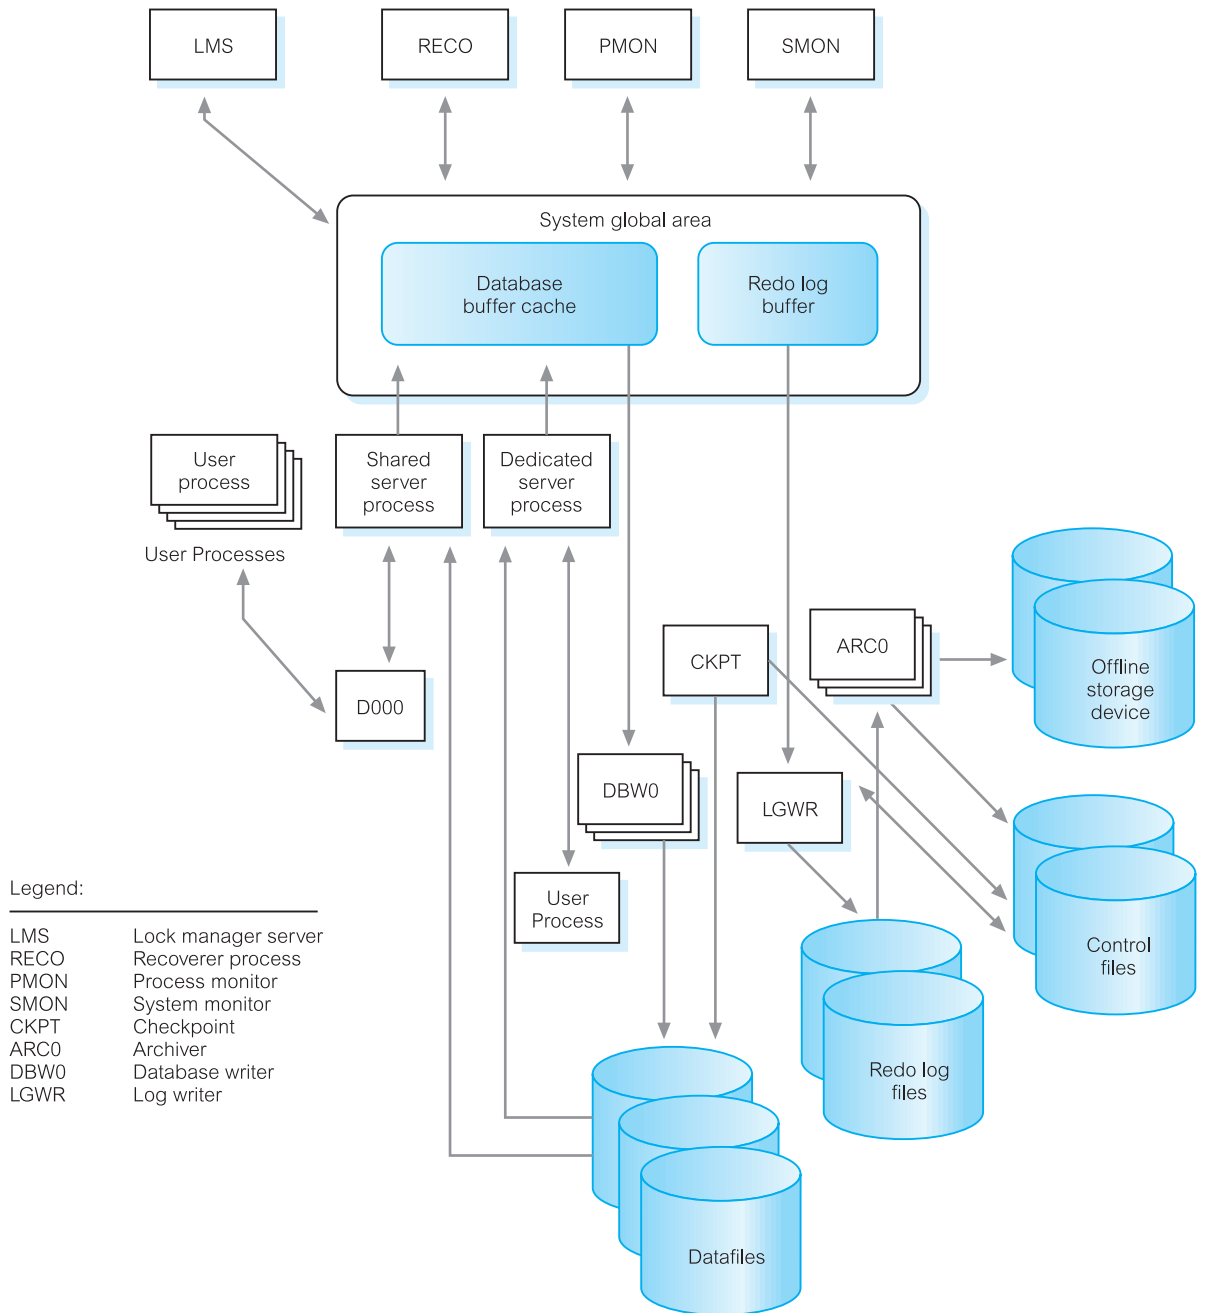 LMS
RECO
PMON
SMON
System global area
Database
buffer cache
Redo log
buffer
User
process
User Processes
Shared
server
process
Dedicated
server
process
D000
CKPT
ARC0
Offline
storage
device
DBW0
LGWR
User
Process
Control
files
Redo log
files
Datafiles
Legend:
LMS Lock manager server
RECO Recoverer process
PMON Process monitor
SMON System monitor
CKPT Checkpoint
ARC0 Archiver
DBW0 Database writer
LGWR Log writer